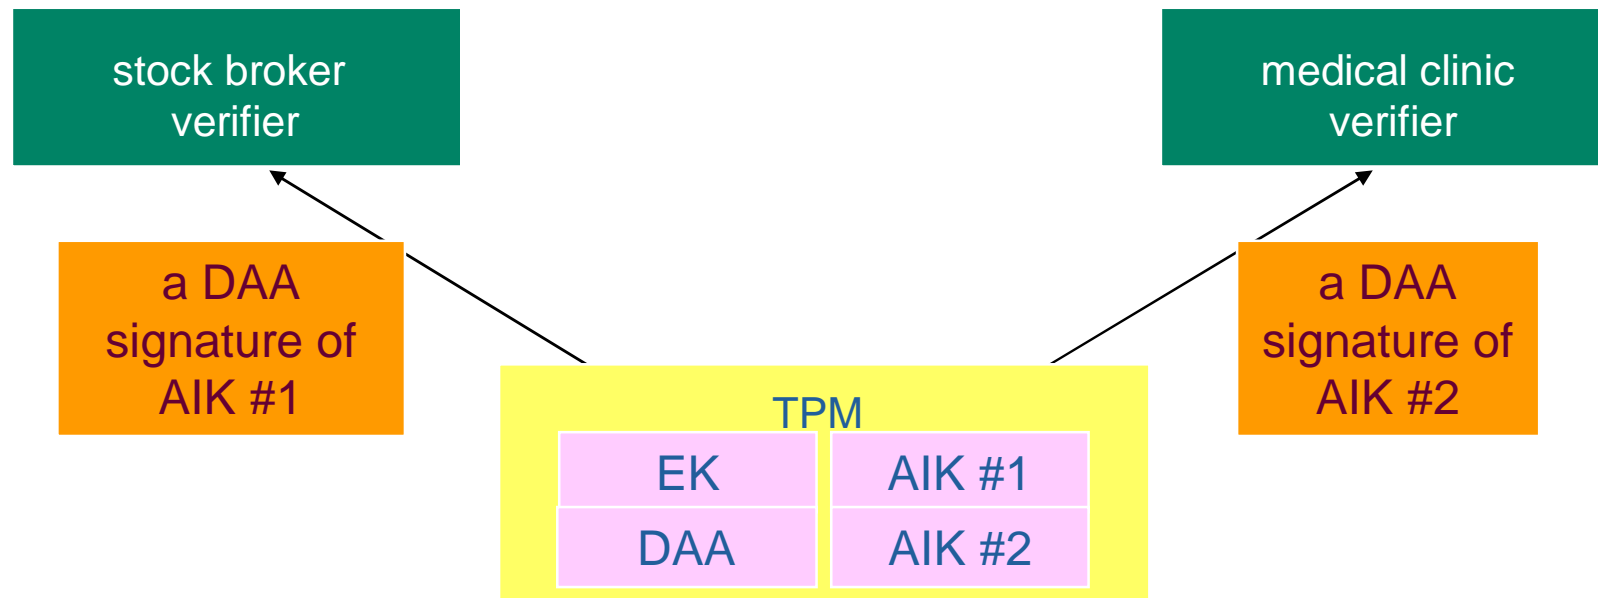 stock broker
verifier
medical clinic
verifier
a DAA
signature of
AIK #1
a DAA
signature of
AIK #2
TPM
EK
AIK #1
DAA
AIK #2